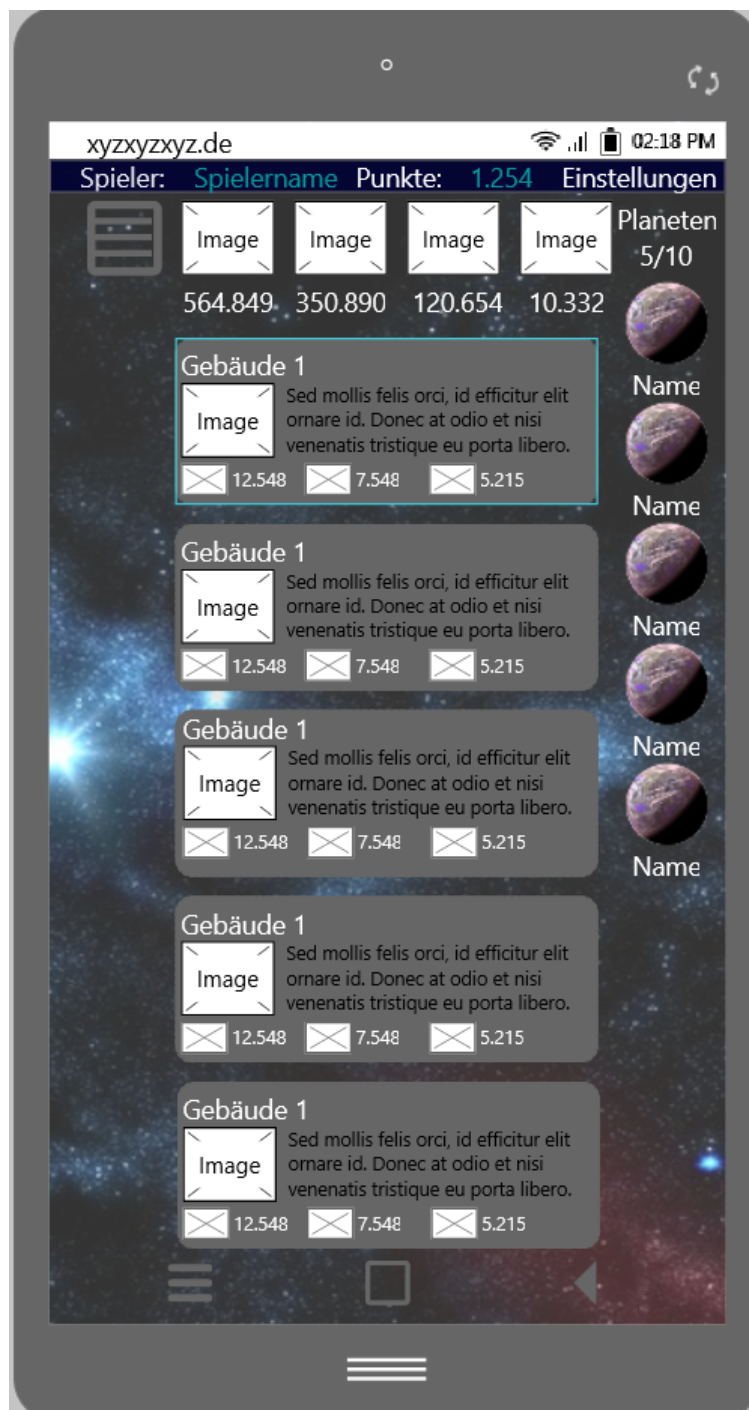 xyzxyzxyz.de 02:18 PM
Spieler: Spielername Punkte: 1.254 Einstellungen
Image Image Image Image Planeten
5/10
564.849 350.890 120.654 10.332
Gebäude 1
Image
Sed mollis felis orci, id efficitur elit
ornare id. Donec at odio et nisi
venenatis tristique eu porta libero.
12.548 7.548 5.215
Gebäude 1
Image
Sed mollis felis orci, id efficitur elit
ornare id. Donec at odio et nisi
venenatis tristique eu porta libero.
12.548 7.548 5.215
Gebäude 1
Image
Sed mollis felis orci, id efficitur elit
ornare id. Donec at odio et nisi
venenatis tristique eu porta libero.
12.548 7.548 5.215
Gebäude 1
Image
Sed mollis felis orci, id efficitur elit
ornare id. Donec at odio et nisi
venenatis tristique eu porta libero.
12.548 7.548 5.215
Gebäude 1
Image
Sed mollis felis orci, id efficitur elit
ornare id. Donec at odio et nisi
venenatis tristique eu porta libero.
12.548 7.548 5.215
Name
Name
Name
Name
Name